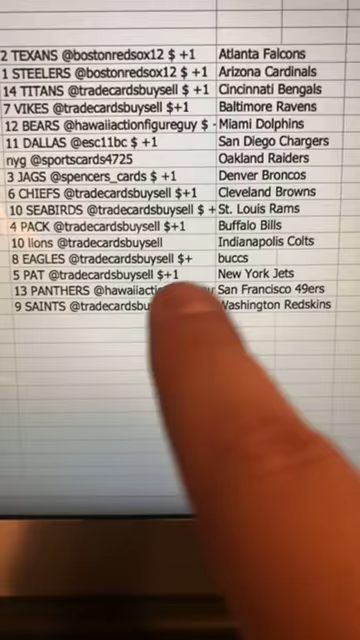 2 TEXANS @bostonredsox12 $ +1 Atlanta Falcons
1 STEELERS @bostonredsox12 $ +1 Arizona Cardinals
14 TITANS @tradecardsbuysell $ +1 Cincinnati Bengals
7 VIKES @tradecardsbuysell $+1 Baltimore Ravens
12 BEARS @hawaiiactionfigureguy $ - Miami Dolphins
11 DALLAS @esc11bc $ +1 San Diego Chargers
nyg @sportscards4725 Oakland Raiders
3 JAGS @spencers_cards $ +1 Denver Broncos
6 CHIEFS @tradecardsbuysell $+1 Cleveland Browns
10 SEABIRDS @tradecardsbuysell $ + St. Louis Rams
4 PACK @tradecardsbuysell $+1 Buffalo Bills
10 lions @tradecardsbuysell Indianapolis Colts
8 EAGLES @tradecardsbuysell $+ buccs
5 PAT @tradecardsbuysell $+1 New York Jets
13 PANTHERS @hawaiiactio San Francisco 49ers
9 SAINTS @tradecardsbu Washington Redskins